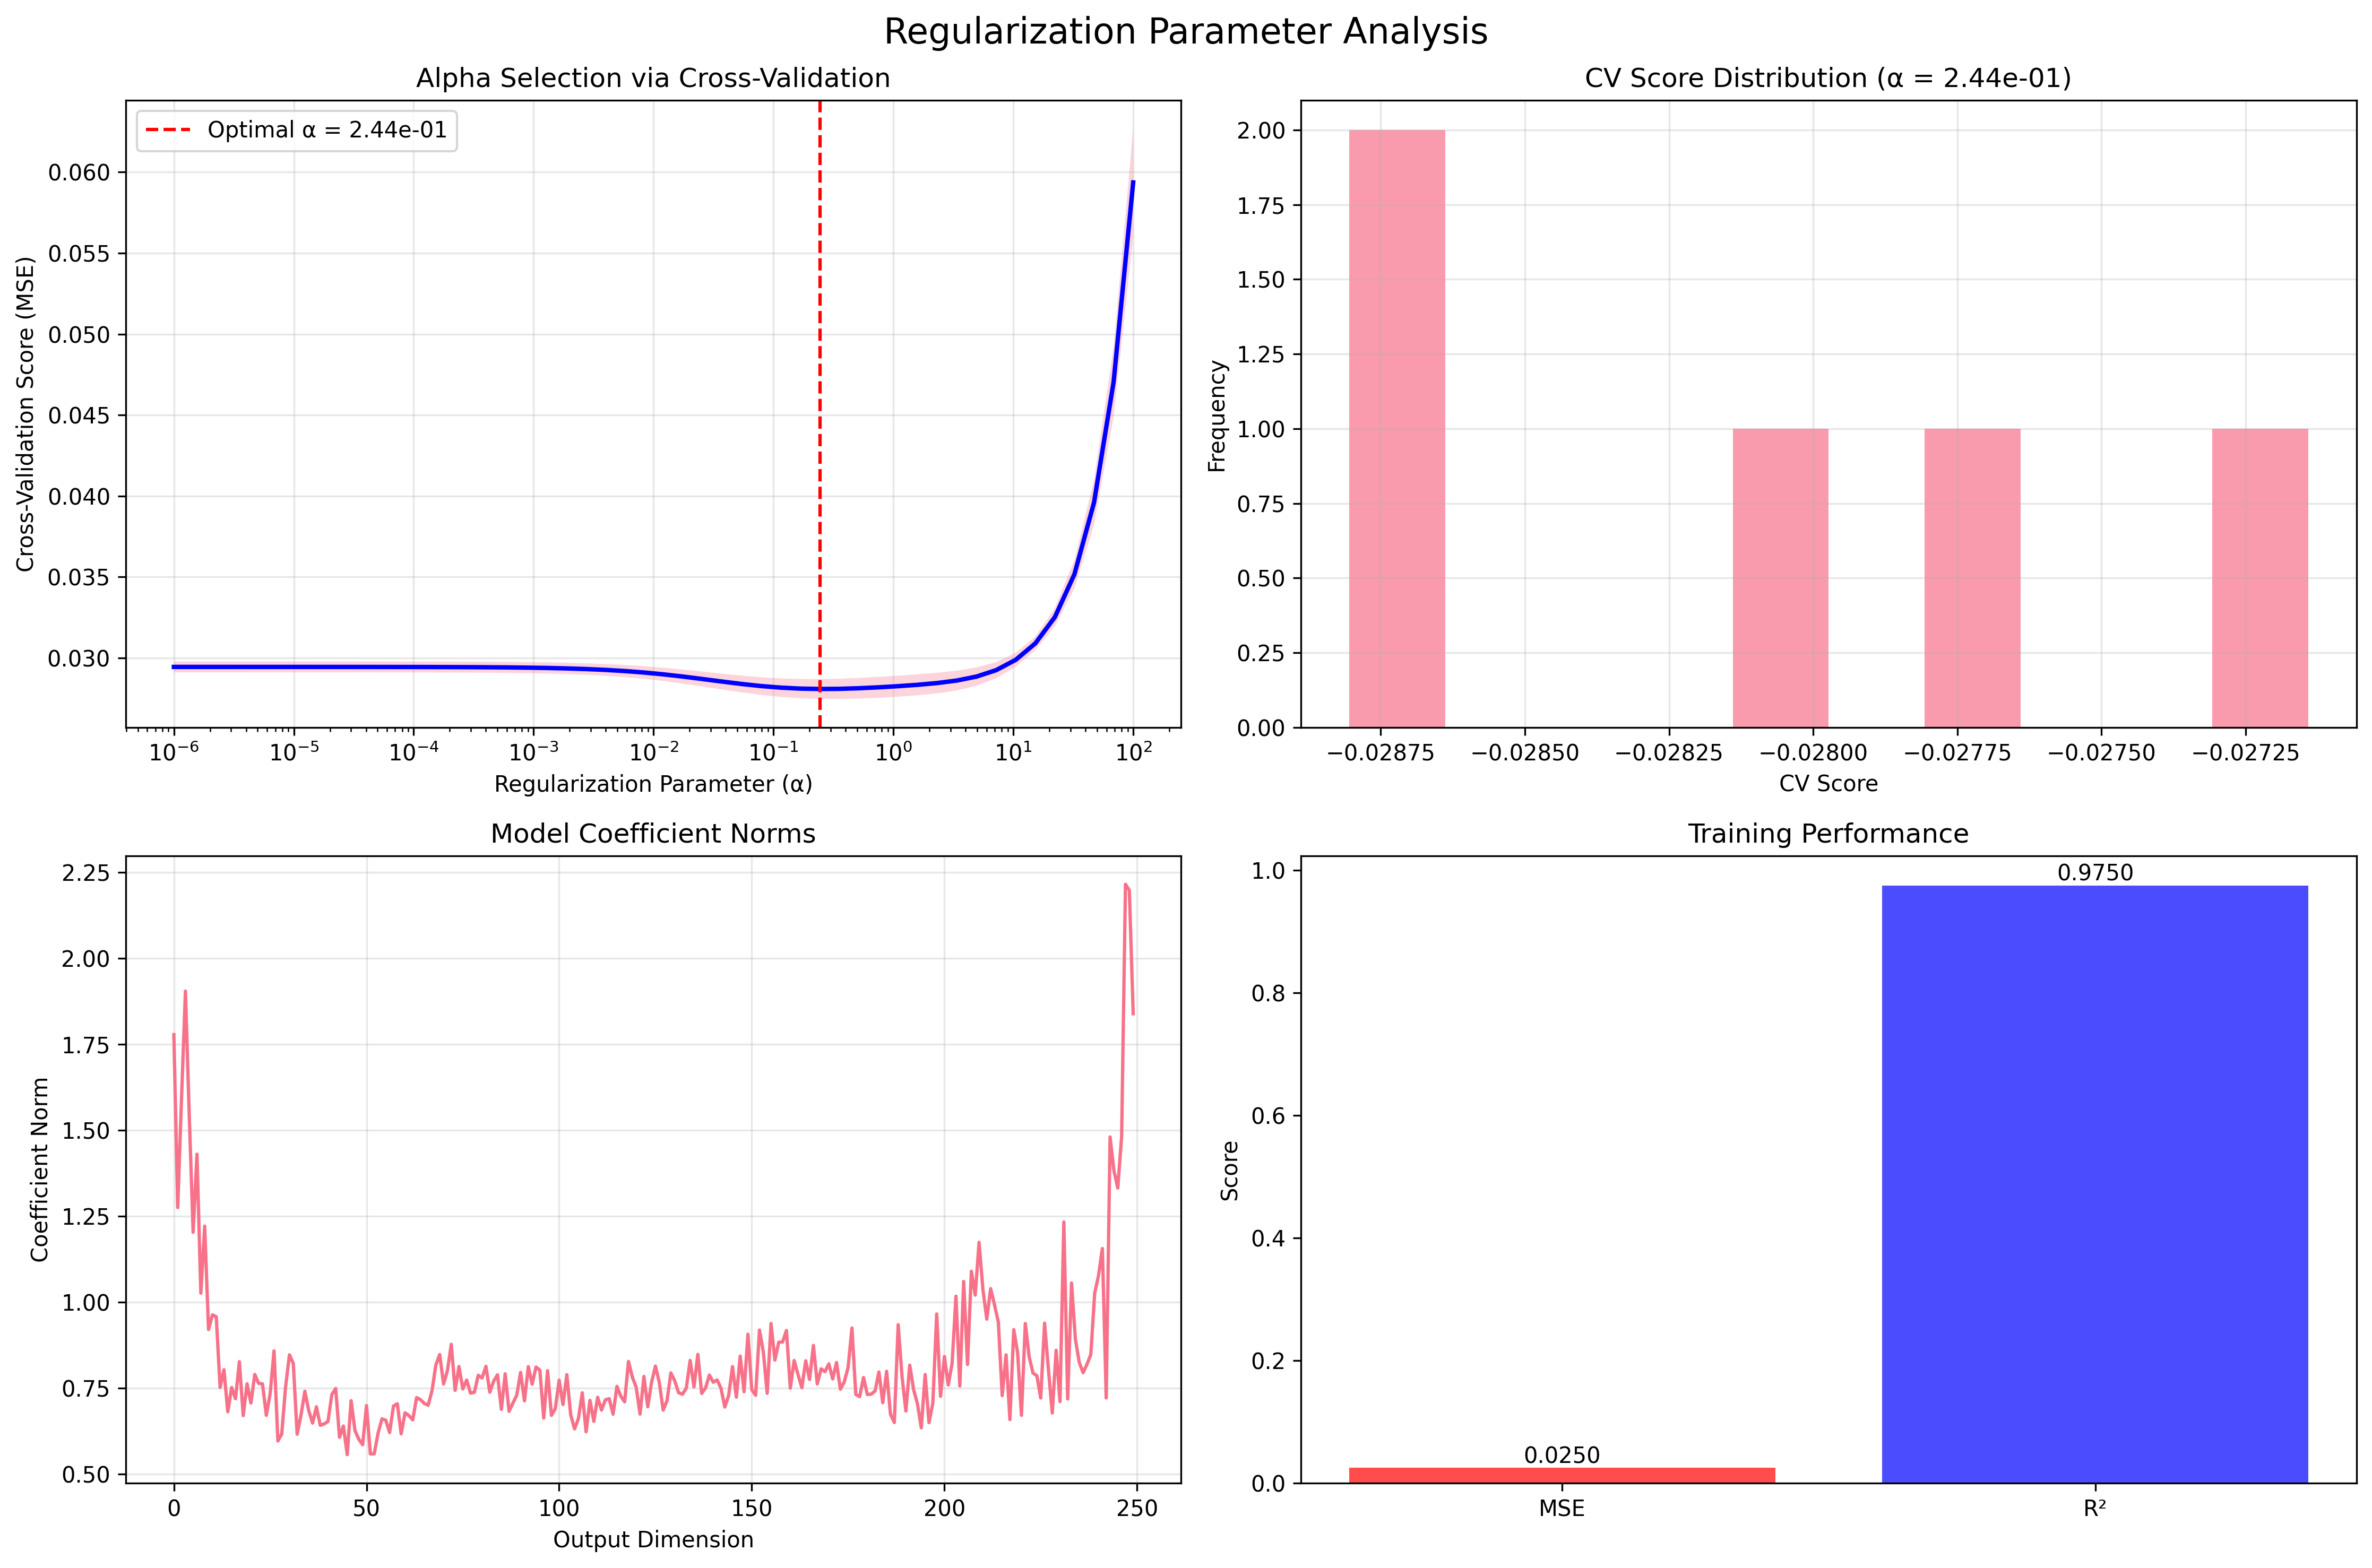 Regularization Parameter Analysis
Alpha Selection via Cross-Validation
Optimal α = 2.44e-01
Cross-Validation Score (MSE)
0.060
0.055
0.050
0.045
0.040
0.035
0.030
10⁻⁶ 10⁻⁵ 10⁻⁴ 10⁻³ 10⁻² 10⁻¹ 10⁰ 10¹ 10²
Regularization Parameter (α)
CV Score Distribution (α = 2.44e-01)
Frequency
2.00
1.75
1.50
1.25
1.00
0.75
0.50
0.25
0.00
−0.02875 −0.02850 −0.02825 −0.02800 −0.02775 −0.02750 −0.02725
CV Score
Model Coefficient Norms
Coefficient Norm
2.25
2.00
1.75
1.50
1.25
1.00
0.75
0.50
0 50 100 150 200 250
Output Dimension
Training Performance
Score
1.0
0.8
0.6
0.4
0.2
0.0
0.0250
0.9750
MSE R²